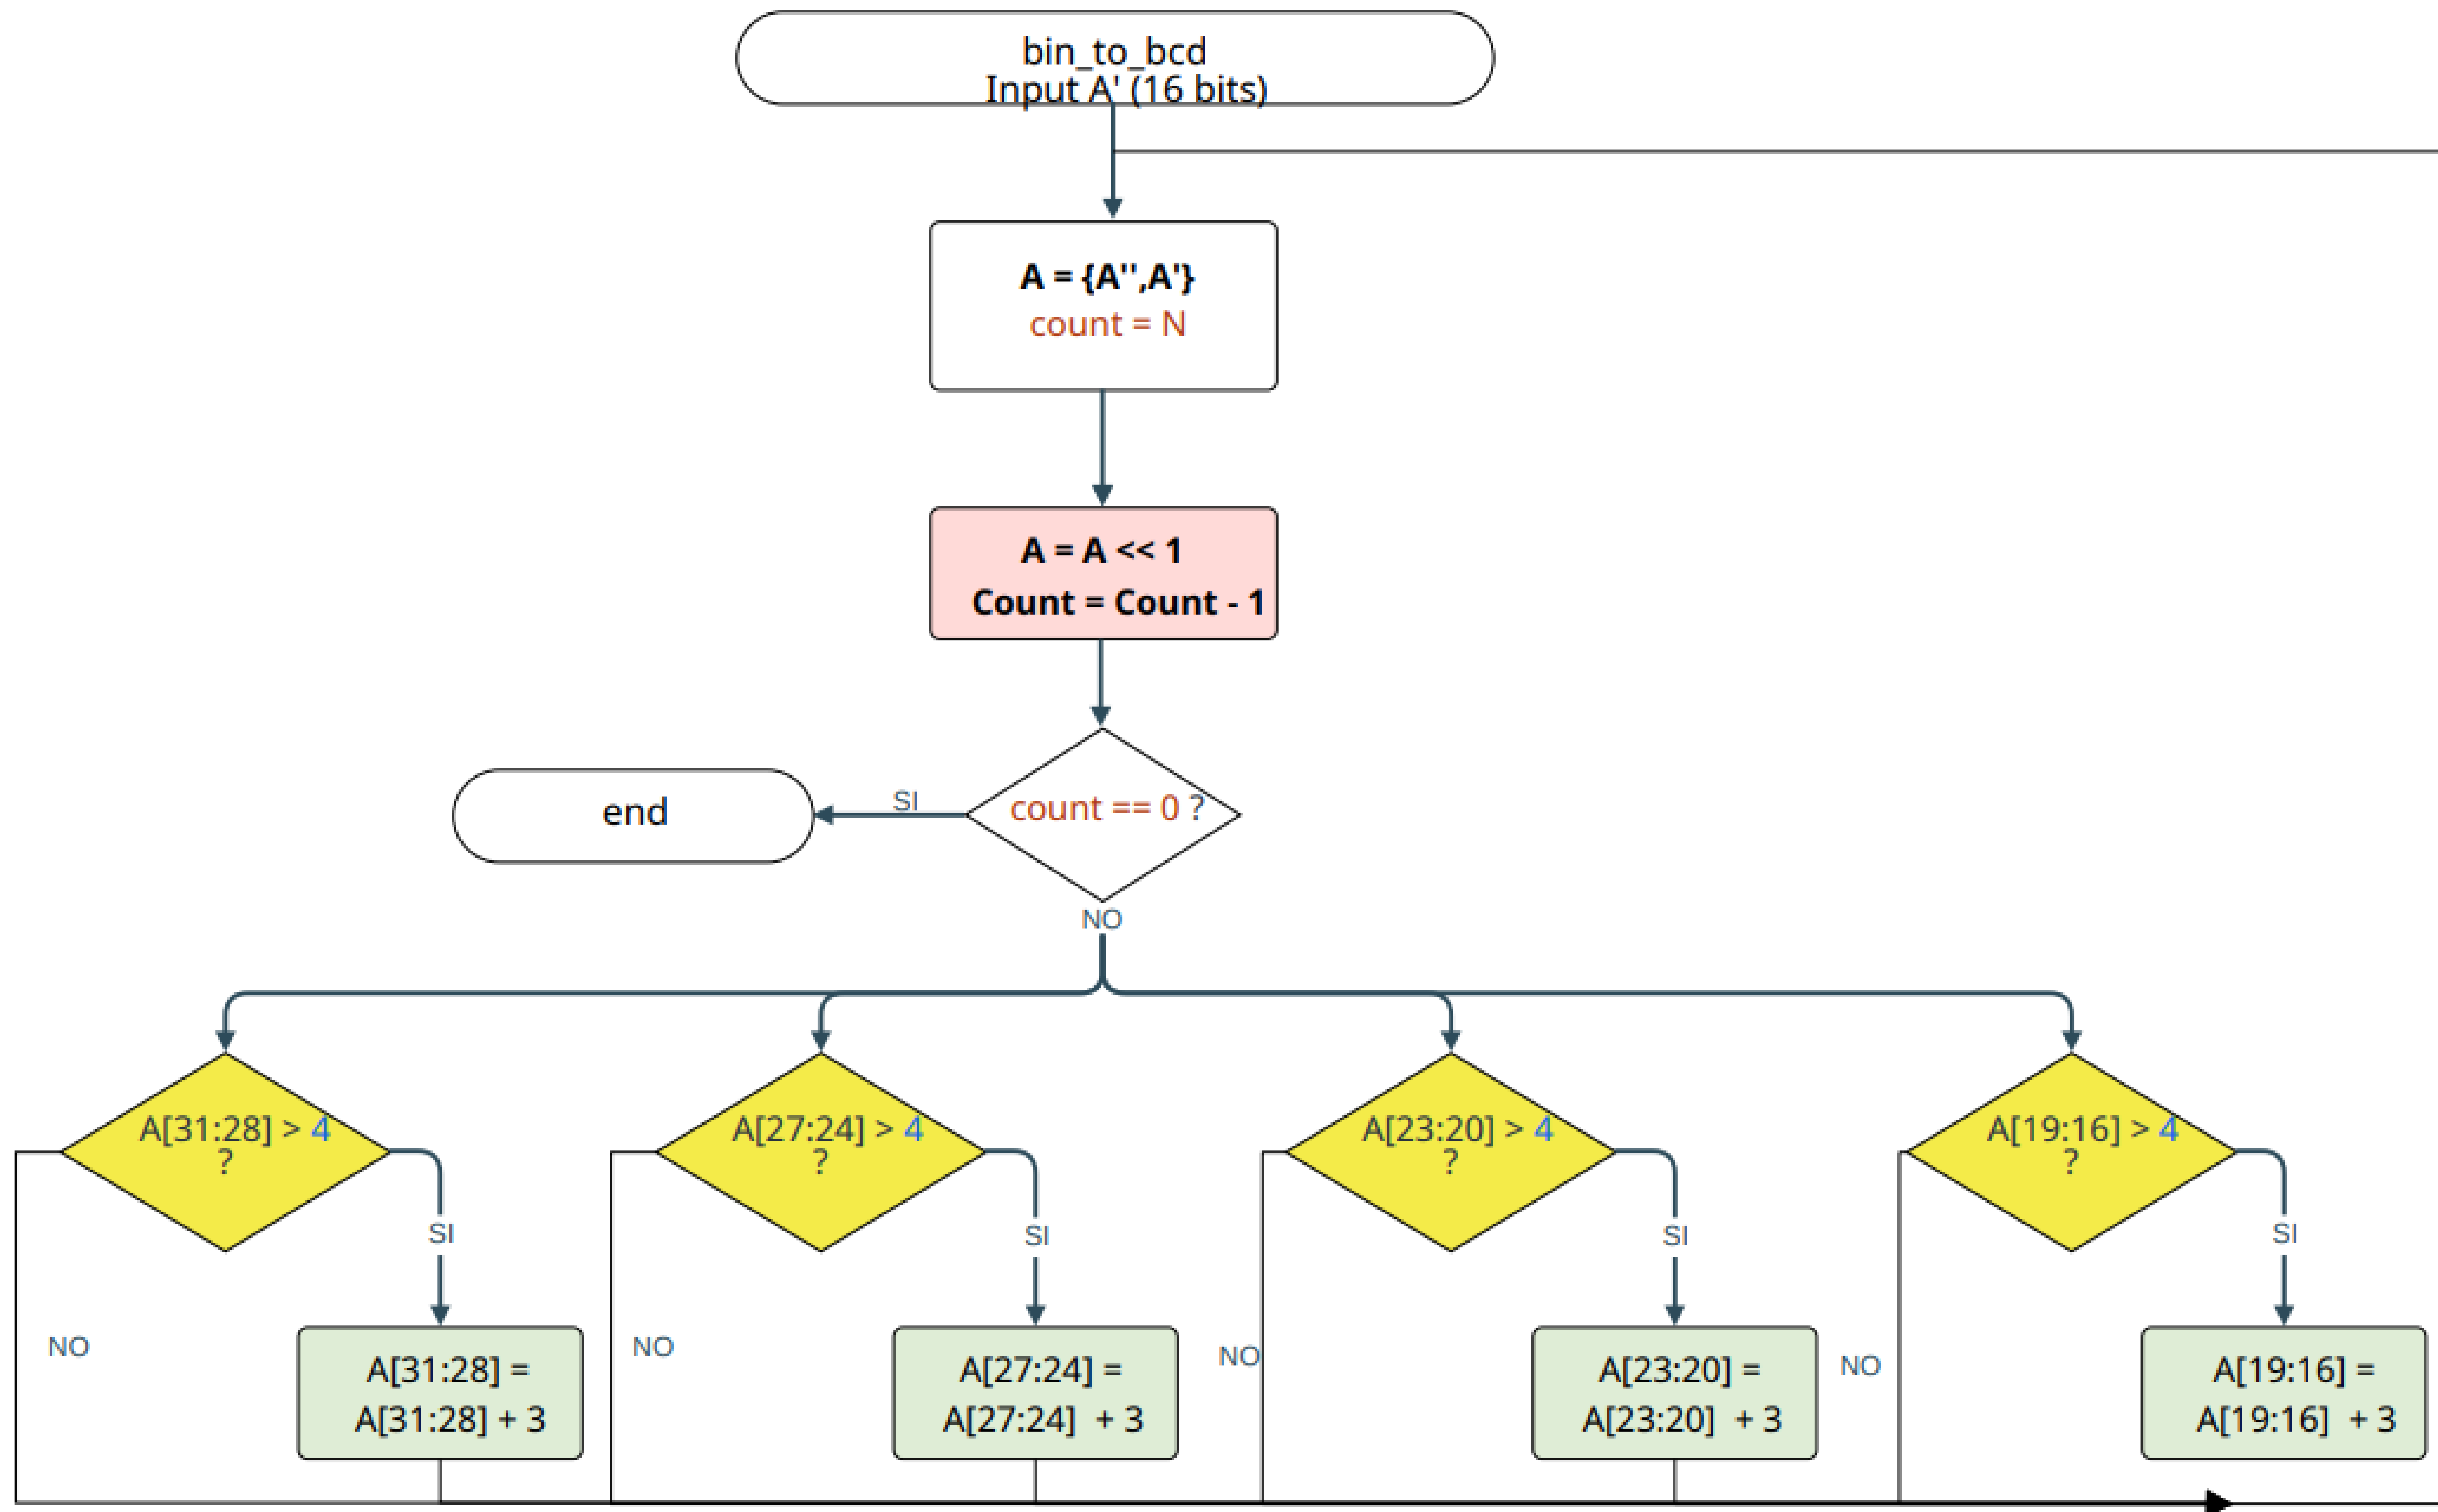 bin_to_bcd
Input A' (16 bits)
A = {A'',A'}
count = N
A = A << 1
Count = Count - 1
end
SI
count == 0 ?
NO
A[31:28] > 4
?
A[27:24] > 4
?
A[23:20] > 4
?
A[19:16] > 4
?
SI
SI
SI
SI
NO
NO
NO
NO
A[31:28] =
A[31:28] + 3
A[27:24] =
A[27:24]  + 3
A[23:20] =
A[23:20]  + 3
A[19:16] =
A[19:16]  + 3